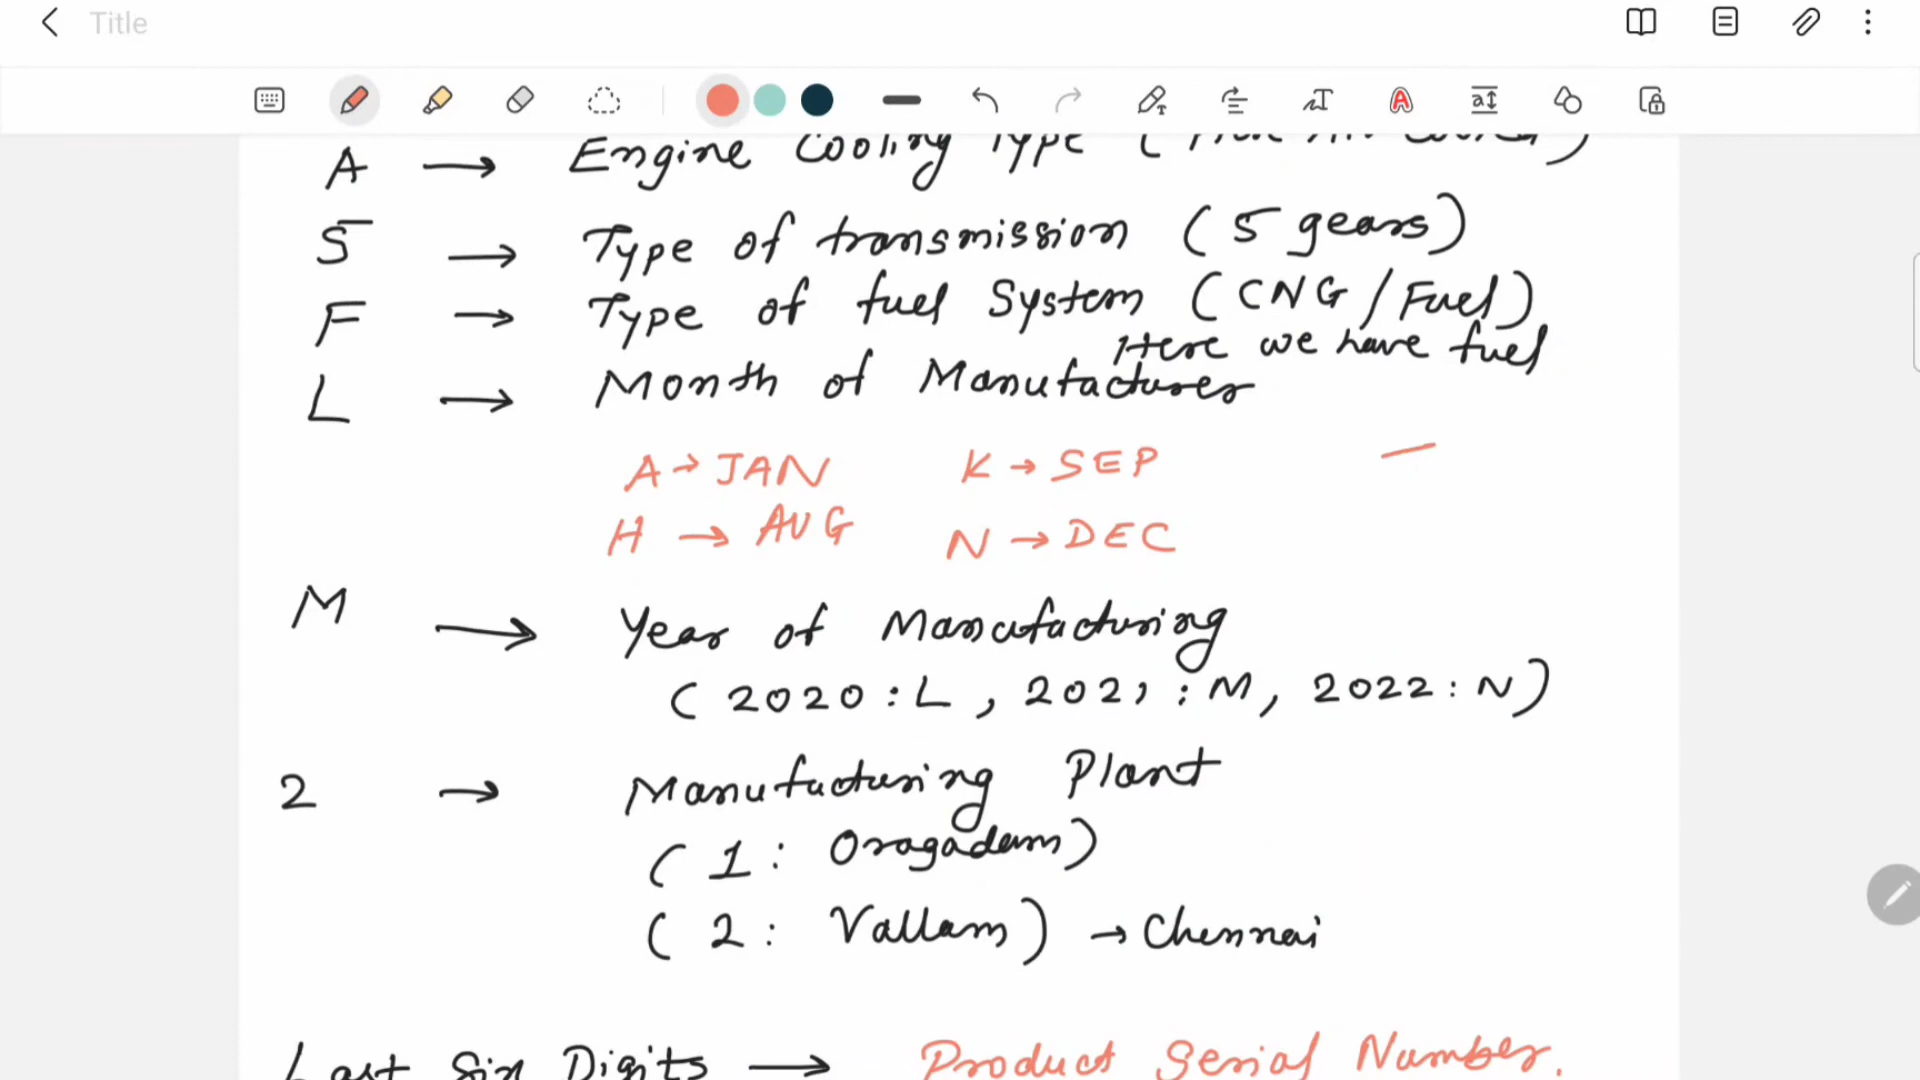 Title
A → Engine Cooling Type (
5 → Type of transmission (5 gears)
F → Type of fuel System (CNG/Fuel)
Here we have fuel
L → Month of Manufacturer
A → JAN K → SEP
H → AUG N → DEC
M → Year of Manufacturing
(2020 : L, 2021 : M, 2022 : N)
2 → Manufacturing Plant
(1 : Oragadam)
(2 : Vallam) → Chennai
Last Six Digits → Product Serial Number.